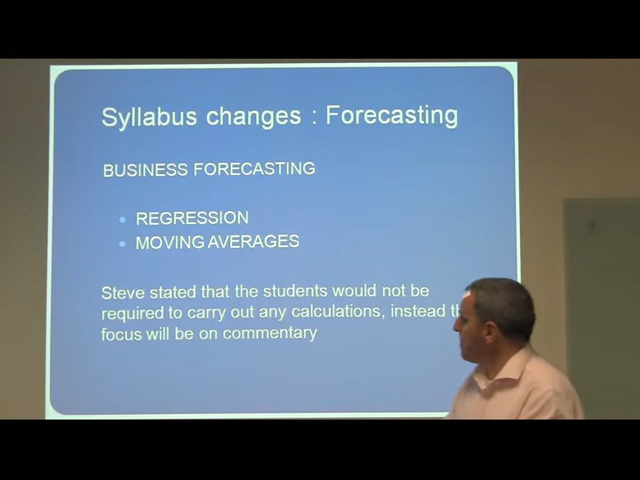 Syllabus changes : Forecasting
BUSINESS FORECASTING
REGRESSION
MOVING AVERAGES
Steve stated that the students would not be
required to carry out any calculations, instead
focus will be on commentary